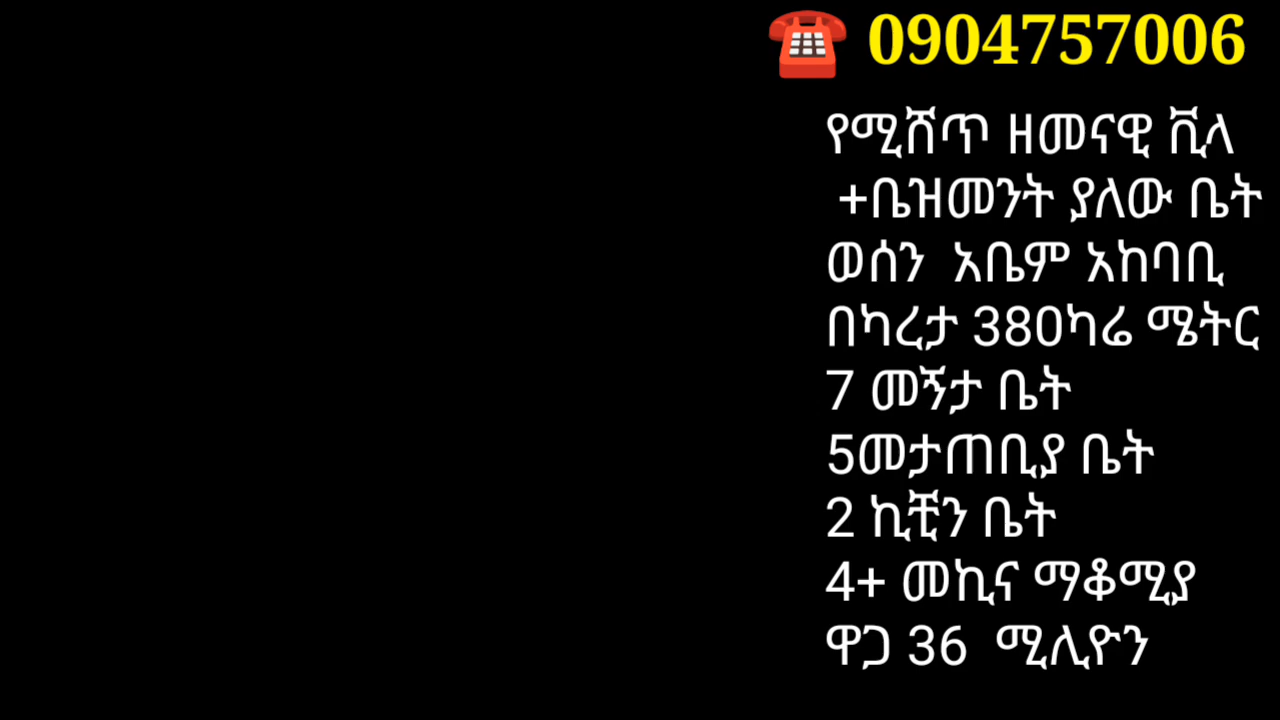 ☎️ 0904757006
የሚሸጥ ዘመናዊ ቪላ
+ቤዝመንት ያለው ቤት
ወሰን አቤም አከባቢ
በካረታ 380ካሬ ሜትር
7 መኝታ ቤት
5መታጠቢያ ቤት
2 ኪቺን ቤት
4+ መኪና ማቆሚያ
ዋጋ 36 ሚሊዮን